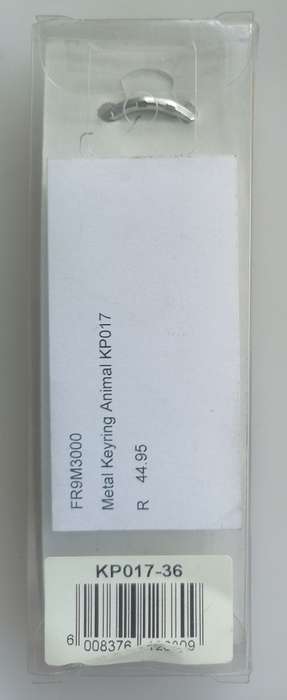 FR9M3000
Metal Keyring Animal KP017
R 44.95
KP017-36
6 008376